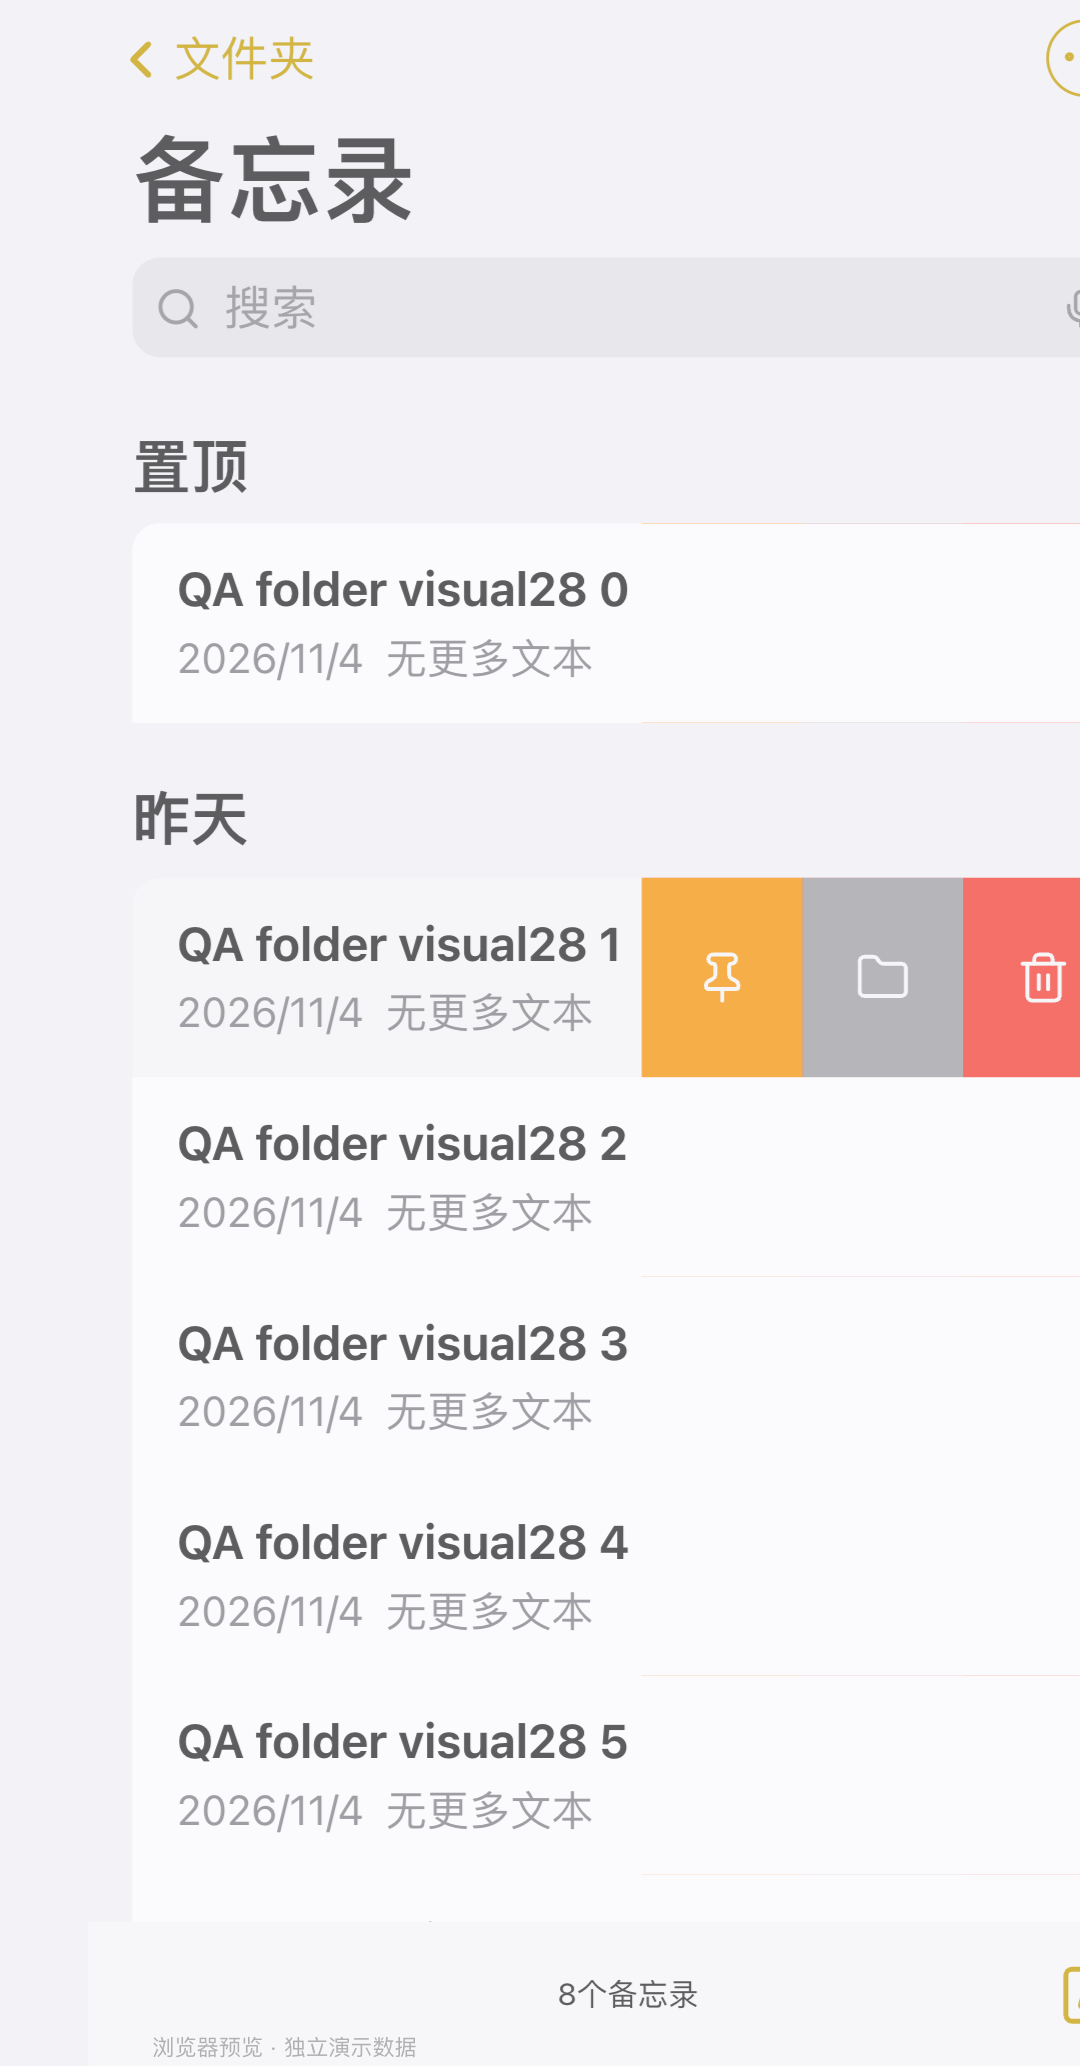 文件夹
备忘录
搜索
置顶
QA folder visual28 0
2026/11/4 无更多文本
昨天
QA folder visual28 1
2026/11/4 无更多文本
QA folder visual28 2
2026/11/4 无更多文本
QA folder visual28 3
2026/11/4 无更多文本
QA folder visual28 4
2026/11/4 无更多文本
QA folder visual28 5
2026/11/4 无更多文本
8个备忘录
浏览器预览 · 独立演示数据